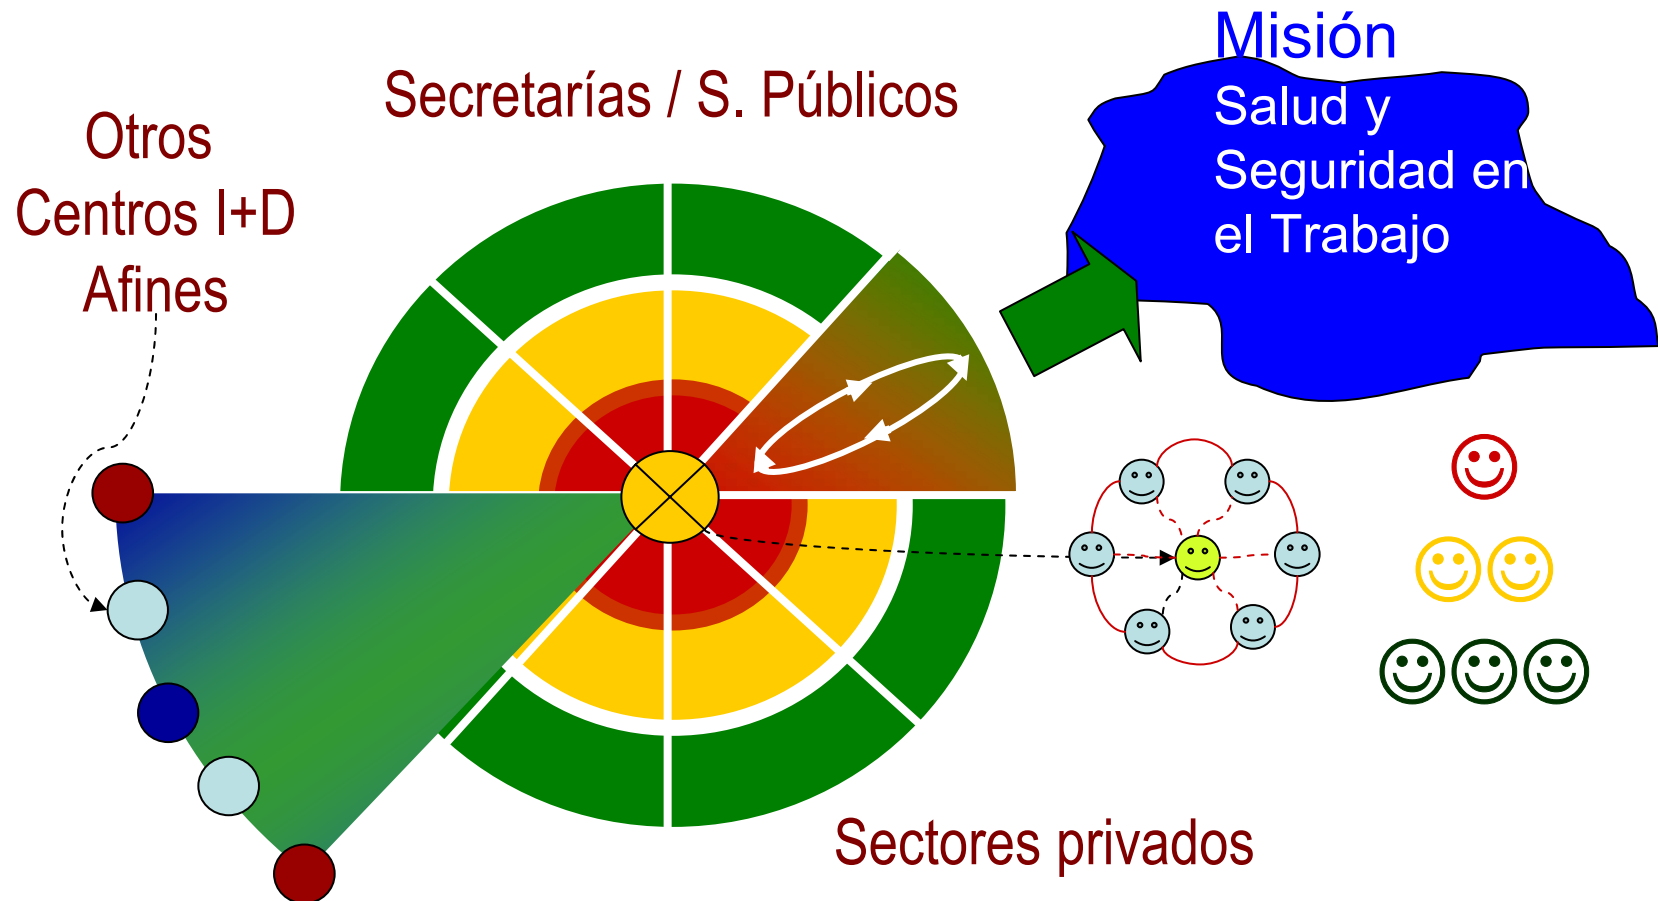 Misión
Salud y
Seguridad en
el Trabajo
Secretarías / S. Públicos
Otros
Centros I+D
Afines
Sectores privados